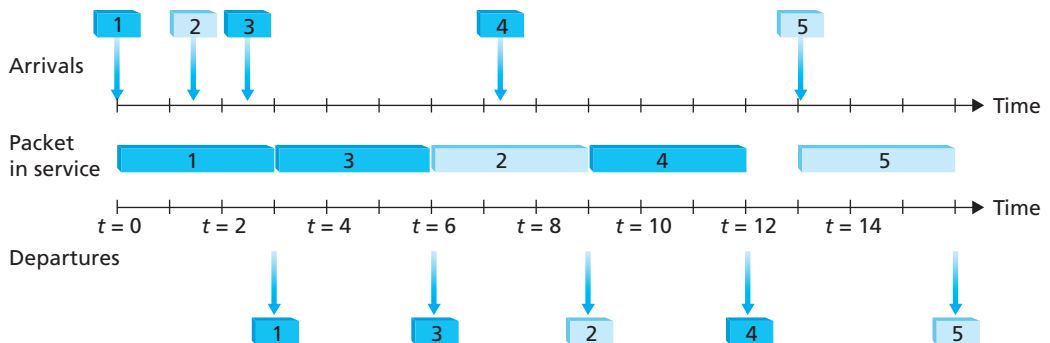 1 2 3 4 5
Arrivals
Time
Packet
in service
1 3 2 4 5
Time
t = 0 t = 2 t = 4 t = 6 t = 8 t = 10 t = 12 t = 14
Departures
1 3 2 4 5